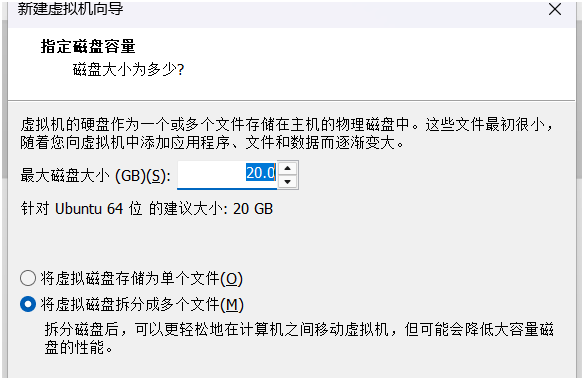 新建虚拟机向导
指定磁盘容量
磁盘大小为多少?
虚拟机的硬盘作为一个或多个文件存储在主机的物理磁盘中。这些文件最初很小，
随着您向虚拟机中添加应用程序、文件和数据而逐渐变大。
最大磁盘大小 (GB)(S): 20.0
针对 Ubuntu 64 位 的建议大小: 20 GB
将虚拟磁盘存储为单个文件(O)
将虚拟磁盘拆分成多个文件(M)
拆分磁盘后，可以更轻松地在计算机之间移动虚拟机，但可能会降低大容量磁
盘的性能。